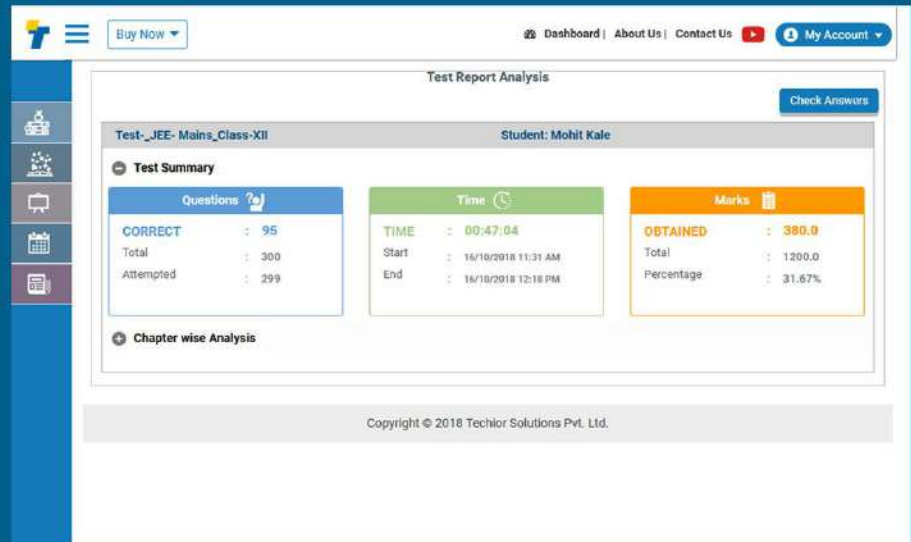 Buy Now
Dashboard | About Us | Contact Us
My Account
Test Report Analysis
Check Answers
Test-_JEE- Mains_Class-XII Student: Mohit Kale
Test Summary
Questions
CORRECT : 95
Total : 300
Attempted : 299
Time
TIME : 00:47:04
Start : 16/10/2018 11:31 AM
End : 16/10/2018 12:18 PM
Marks
OBTAINED : 380.0
Total : 1200.0
Percentage : 31.67%
Chapter wise Analysis
Copyright © 2018 Techior Solutions Pvt. Ltd.